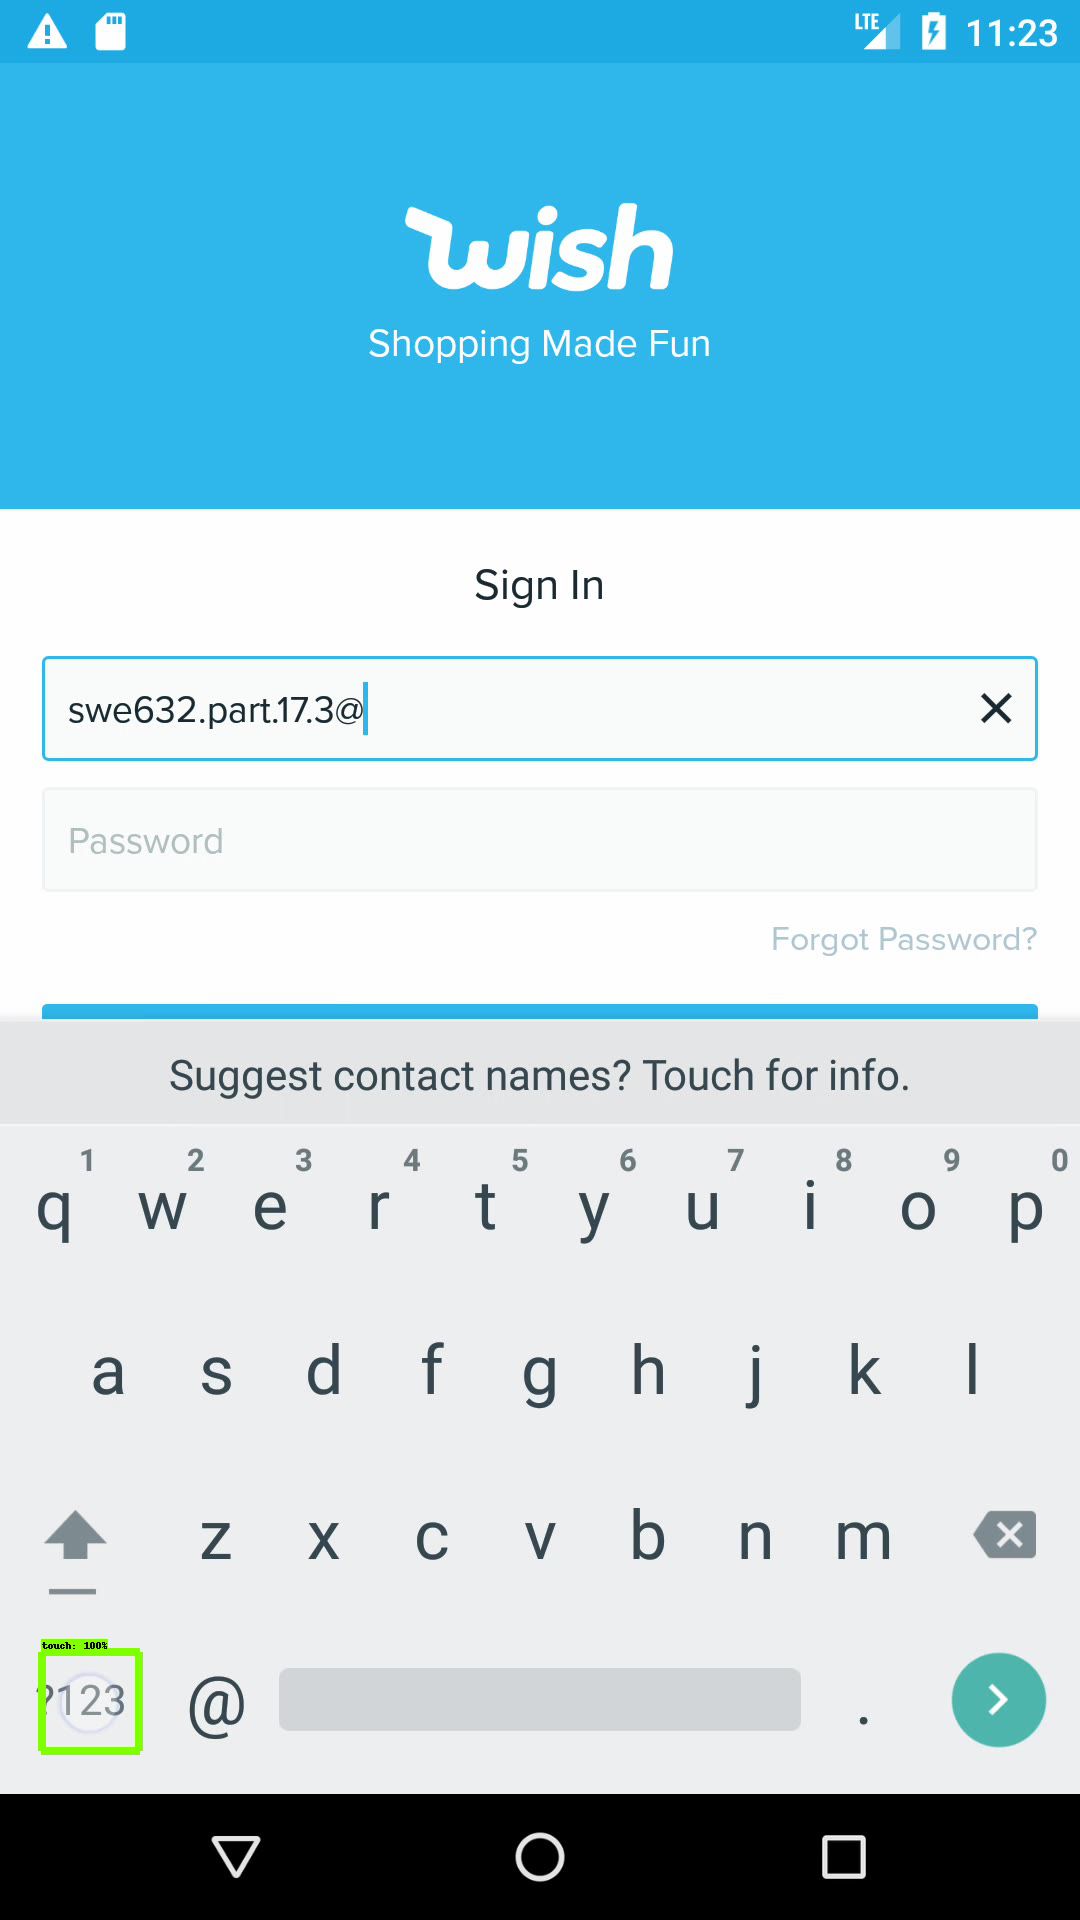 LTE 11:23
wish
Shopping Made Fun
Sign In
swe632.part.17.3@
Password
Forgot Password?
Suggest contact names? Touch for info.
1 2 3 4 5 6 7 8 9 0
q w e r t y u i o p
a s d f g h j k l
z x c v b n m
touch: 100%
?123 @ .